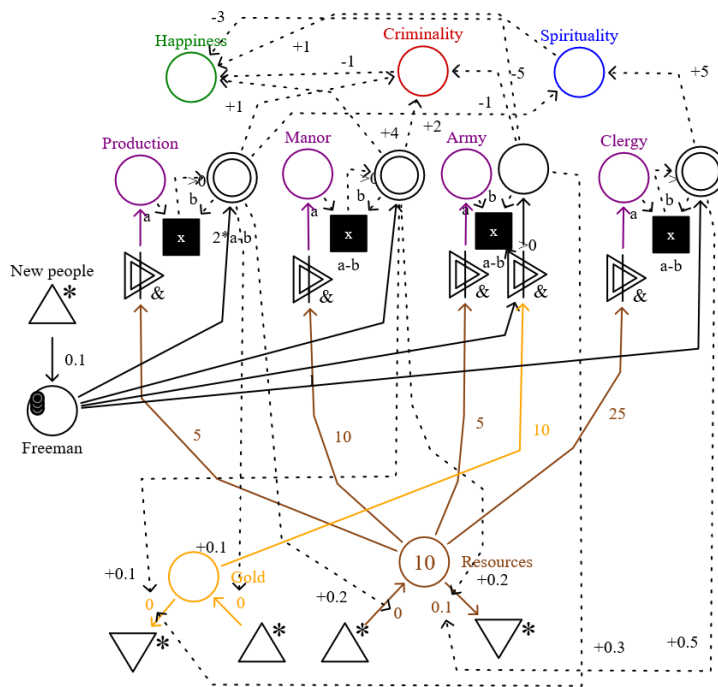 -3
Happiness
+1
Criminality
Spirituality
-1
-5
+5
+1
-1
+2
+4
Production
Manor
Army
Clergy
>0
b
a
x
2*a-b
b
a
x
a-b
b
a
x
a-b
>0
b
a
x
a-b
&
&
&
&
&
New people
*
0.1
Freeman
5
10
5
10
25
+0.1
+0.1
Gold
0
0
*
*
10
Resources
+0.2
0
0.1
+0.2
*
*
+0.3
+0.5